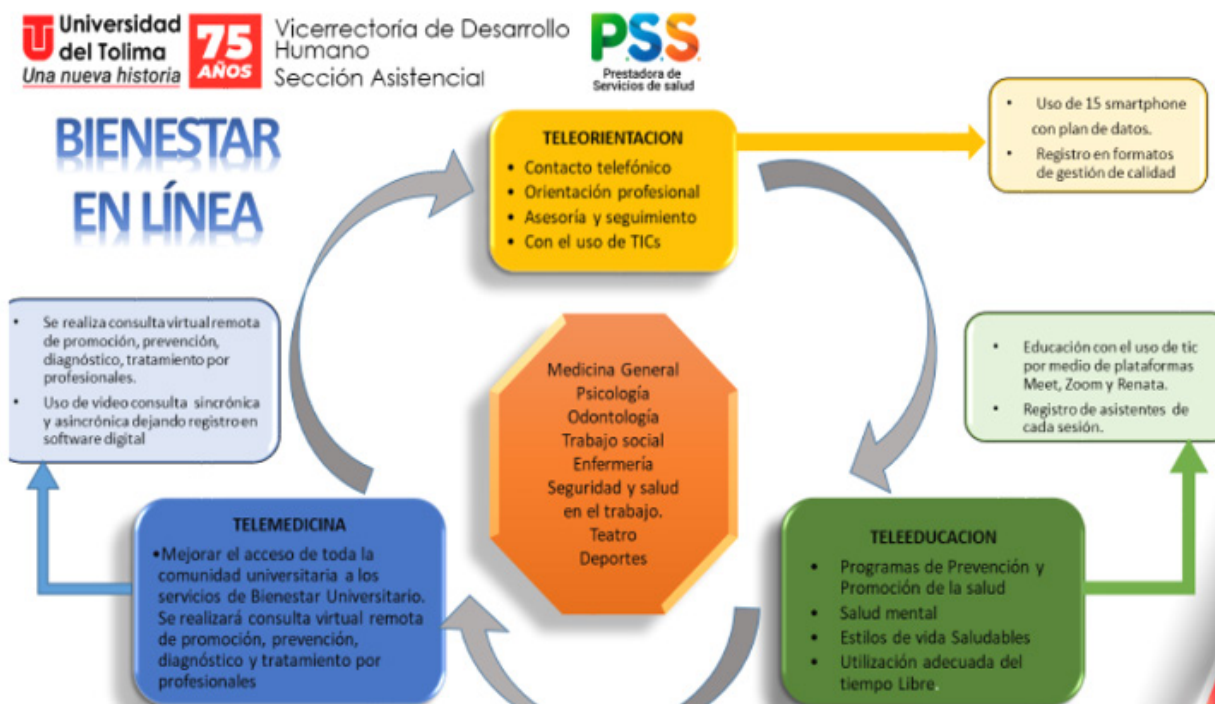 Universidad
del Tolima
Una nueva historia
75
AÑOS
Vicerrectoría de Desarrollo
Humano
Sección Asistencial
P.S.S.
Prestadora de
Servicios de salud
BIENESTAR
EN LÍNEA
TELEORIENTACION
• Contacto telefónico
• Orientación profesional
• Asesoría y seguimiento
• Con el uso de TICs
• Uso de 15 smartphone
con plan de datos.
• Registro en formatos
de gestión de calidad
• Se realiza consulta virtual remota
de promoción, prevención,
diagnóstico, tratamiento por
profesionales.
• Uso de video consulta sincrónica
y asincrónica dejando registro en
software digital
Medicina General
Psicología
Odontología
Trabajo social
Enfermería
Seguridad y salud
en el trabajo.
Teatro
Deportes
• Educación con el uso de tic
por medio de plataformas
Meet, Zoom y Renata.
• Registro de asistentes de
cada sesión.
TELEMEDICINA
•Mejorar el acceso de toda la
comunidad universitaria a los
servicios de Bienestar Universitario.
Se realizará consulta virtual remota
de promoción, prevención,
diagnóstico y tratamiento por
profesionales
TELEEDUCACION
• Programas de Prevención y
Promoción de la salud
• Salud mental
• Estilos de vida Saludables
• Utilización adecuada del
tiempo Libre.